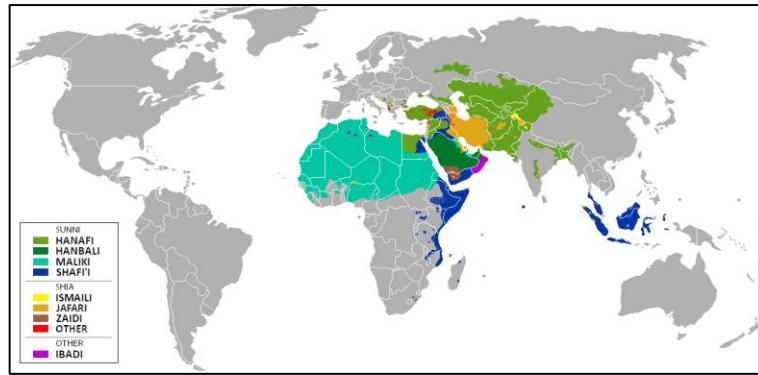 SUNNI
HANAFI
HANBALI
MALIKI
SHAFI'I
SHIA
ISMAILI
JAFARI
ZAIDI
OTHER
OTHER
IBADI